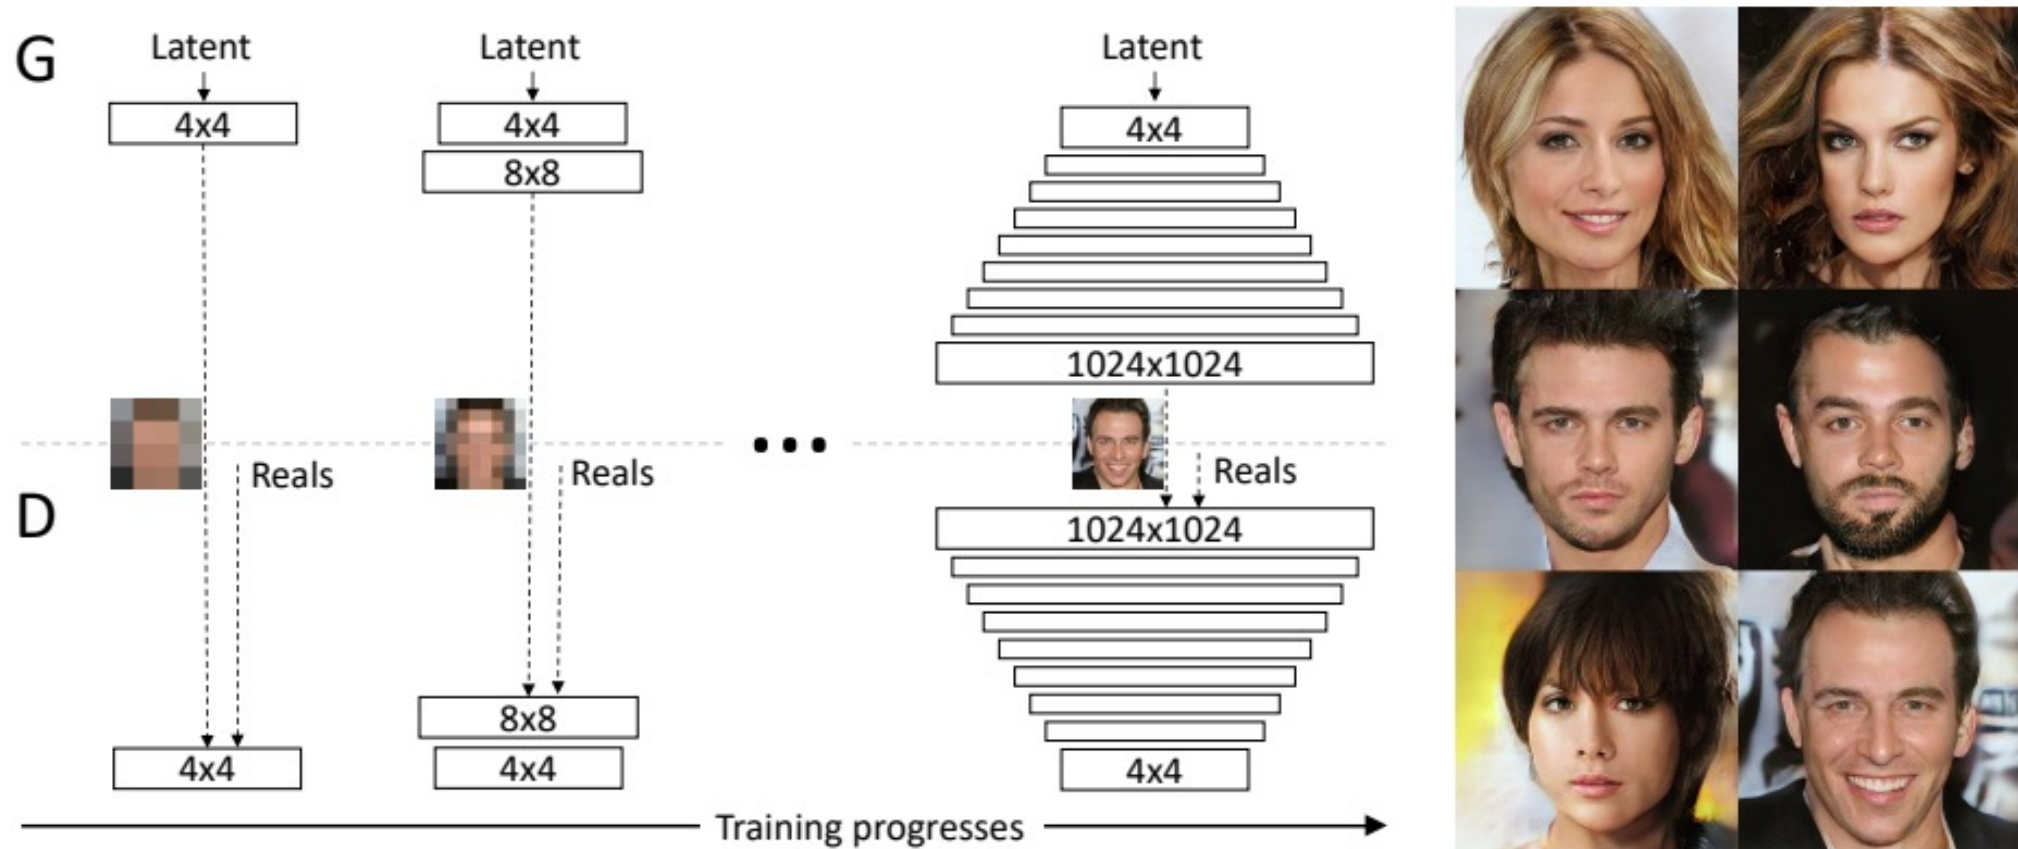 G
Latent
Latent
Latent
4x4
4x4
4x4
8x8
1024x1024
Reals
Reals
Reals
D
1024x1024
8x8
4x4
4x4
4x4
Training progresses